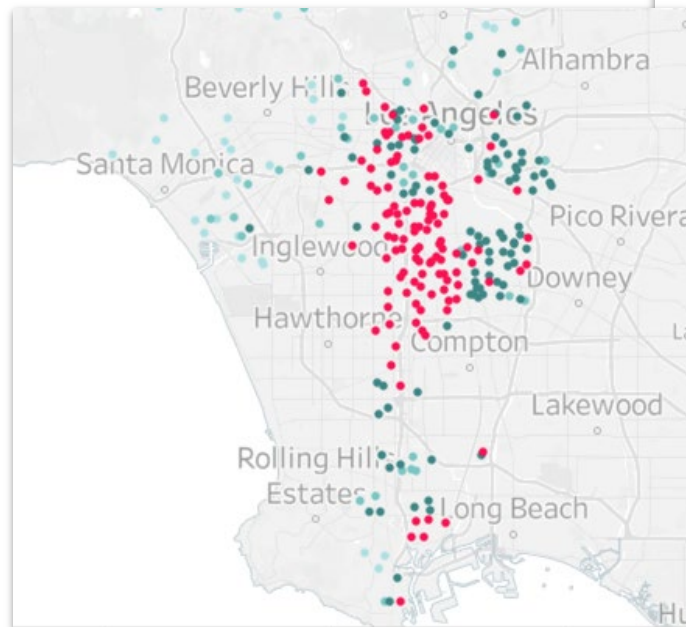 Alhambra
Beverly Hills
Los Angeles
Santa Monica
Pico Rivera
Inglewood
Downey
Hawthorne
Compton
Lakewood
Rolling Hills
Estates
Long Beach
Hu